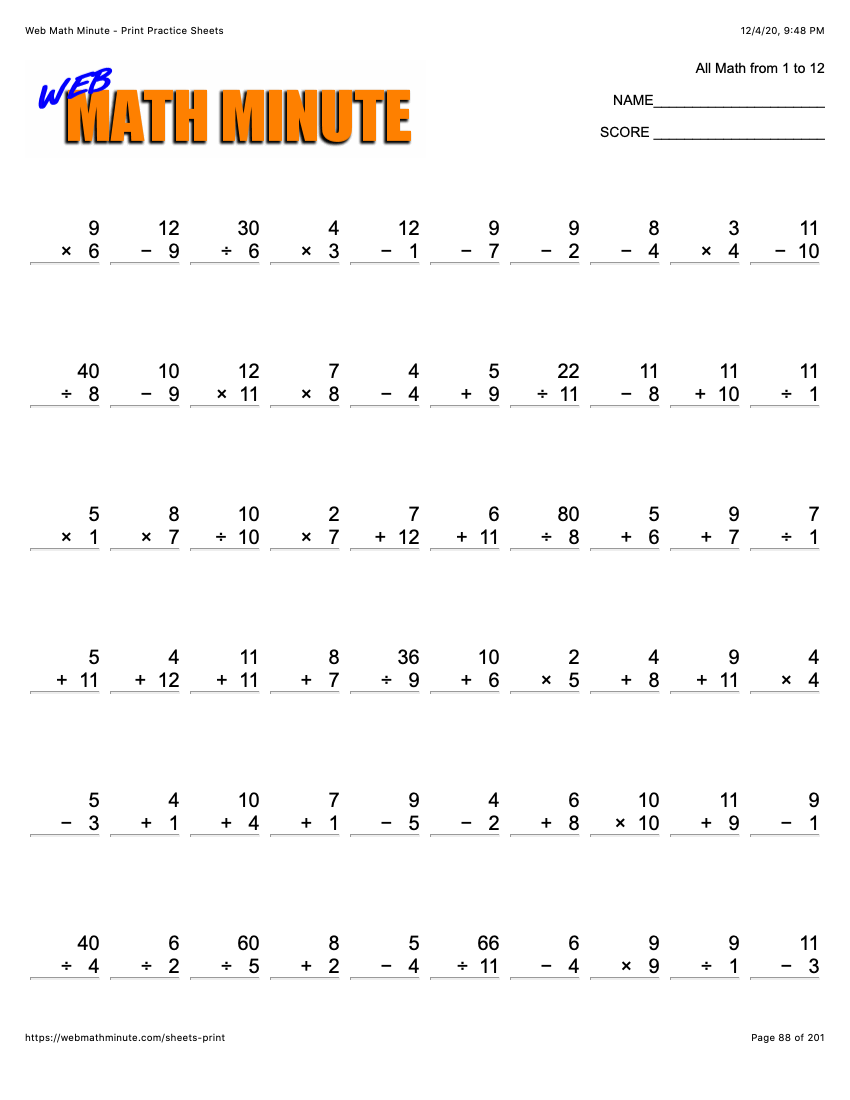 Web Math Minute - Print Practice Sheets 12/4/20, 9:48 PM
WEB
MATH MINUTE
All Math from 1 to 12
NAME______________________
SCORE ______________________
9 12 30 4 12 9 9 8 3 11
× 6 − 9 ÷ 6 × 3 − 1 − 7 − 2 − 4 × 4 − 10
40 10 12 7 4 5 22 11 11 11
÷ 8 − 9 × 11 × 8 − 4 + 9 ÷ 11 − 8 + 10 ÷ 1
5 8 10 2 7 6 80 5 9 7
× 1 × 7 ÷ 10 × 7 + 12 + 11 ÷ 8 + 6 + 7 ÷ 1
5 4 11 8 36 10 2 4 9 4
+ 11 + 12 + 11 + 7 ÷ 9 + 6 × 5 + 8 + 11 × 4
5 4 10 7 9 4 6 10 11 9
− 3 + 1 + 4 + 1 − 5 − 2 + 8 × 10 + 9 − 1
40 6 60 8 5 66 6 9 9 11
÷ 4 ÷ 2 ÷ 5 + 2 − 4 ÷ 11 − 4 × 9 ÷ 1 − 3
https://webmathminute.com/sheets-print Page 88 of 201